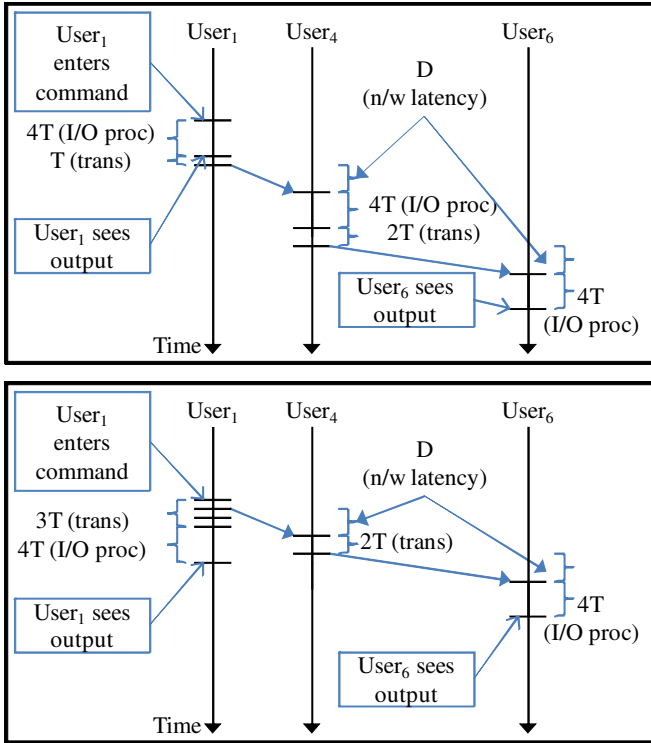 User₁
User₄
User₆
User₁
enters
command
D
(n/w latency)
4T (I/O proc)
T (trans)
4T (I/O proc)
2T (trans)
User₁ sees
output
User₆ sees
output
4T
(I/O proc)
Time
User₁
User₄
User₆
User₁
enters
command
D
(n/w latency)
3T (trans)
4T (I/O proc)
2T (trans)
4T
(I/O proc)
User₁ sees
output
User₆ sees
output
Time